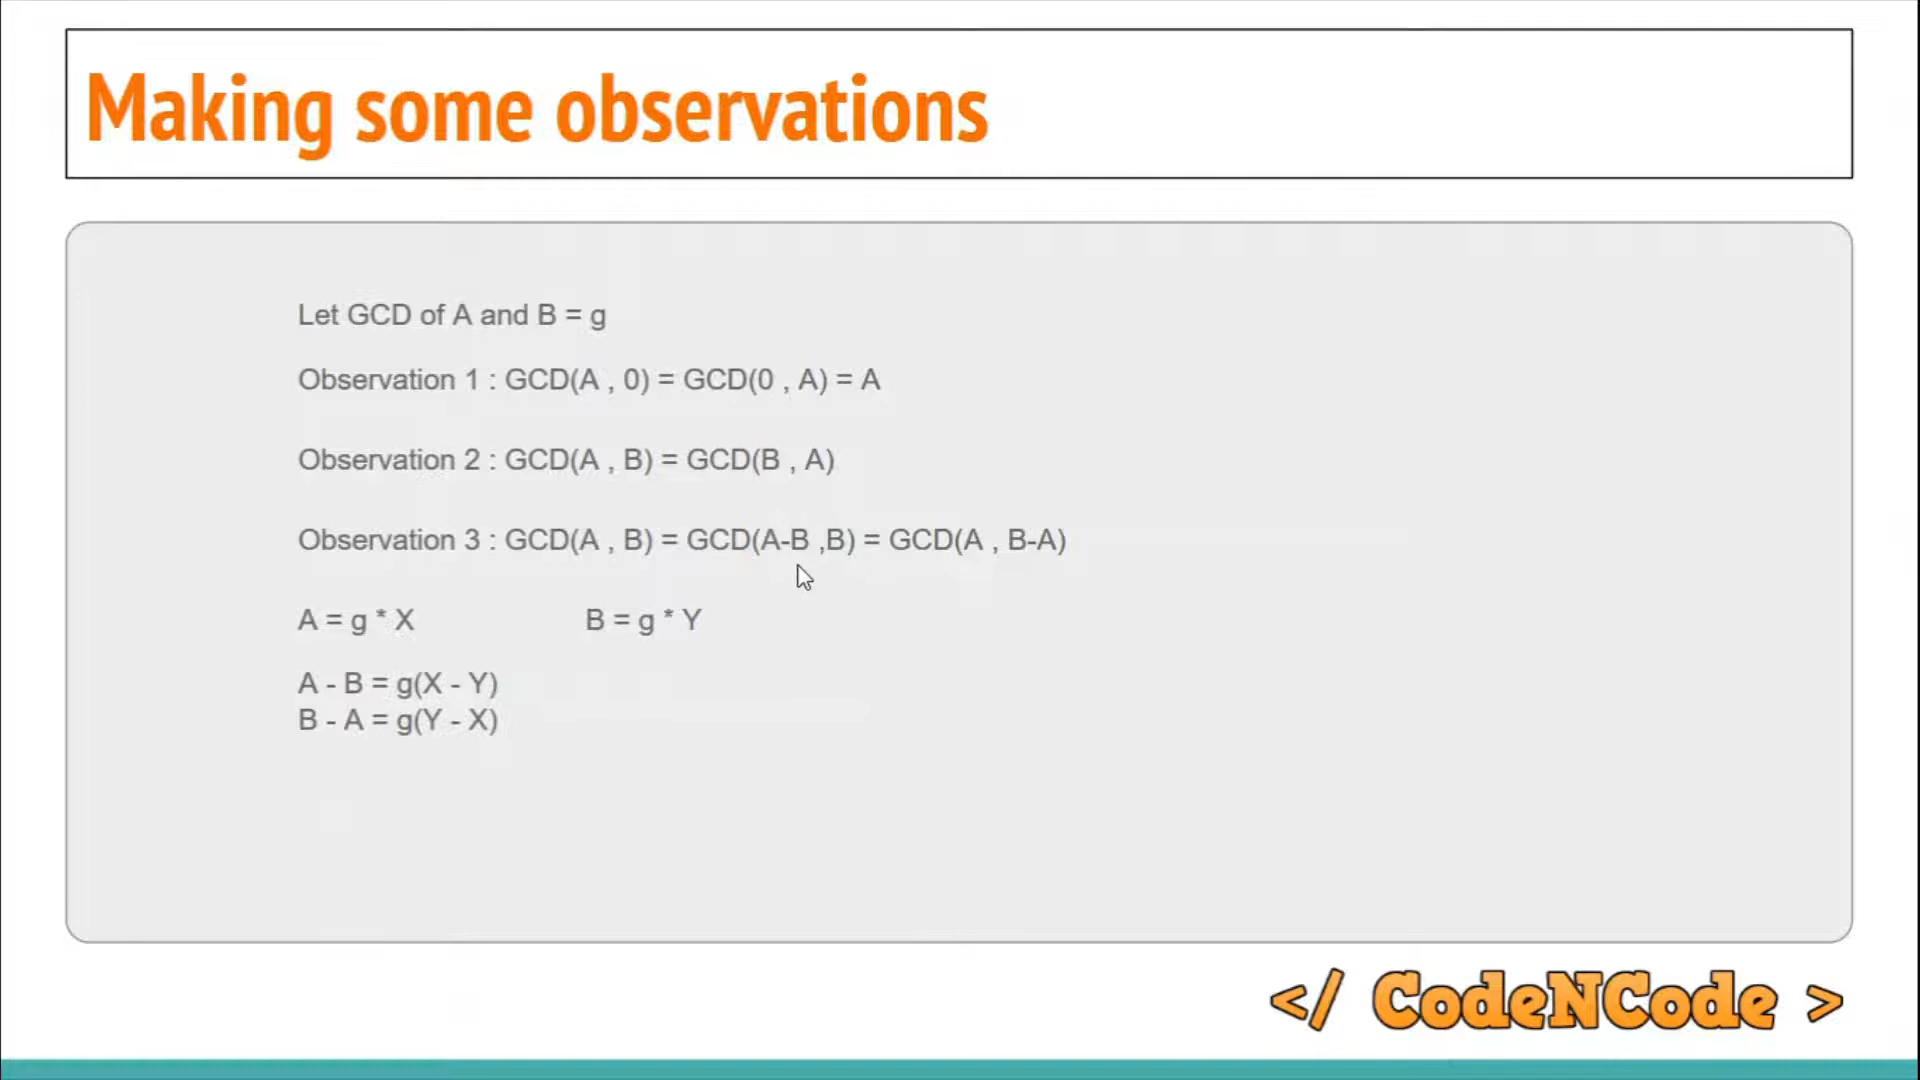 Making some observations
Let GCD of A and B = g
Observation 1 : GCD(A , 0) = GCD(0 , A) = A
Observation 2 : GCD(A , B) = GCD(B , A)
Observation 3 : GCD(A , B) = GCD(A-B ,B) = GCD(A , B-A)
A = g * X B = g * Y
A - B = g(X - Y)
B - A = g(Y - X)
</ CodeNCode >